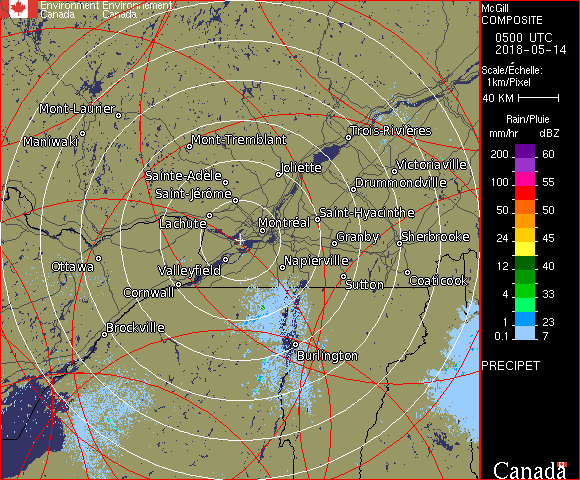 Environment Environnement
Canada Canada
McGill
COMPOSITE
0500 UTC
2018-05-14
Scale/Échelle:
1km/Pixel
40 KM
Rain/Pluie
mm/hr dBZ
200 60
100 55
50 50
24 45
12 40
4 33
1 23
0.1 7
PRECIPET
Canada
Mont-Laurier
Maniwaki
Mont-Tremblant
Trois-Rivières
Joliette
Victoriaville
Sainte-Adèle
Drummondville
Saint-Jérôme
Saint-Hyacinthe
Lachute
Montréal
Granby
Sherbrooke
Ottawa
Valleyfield
Napierville
Cornwall
Sutton
Coaticook
Brockville
Burlington